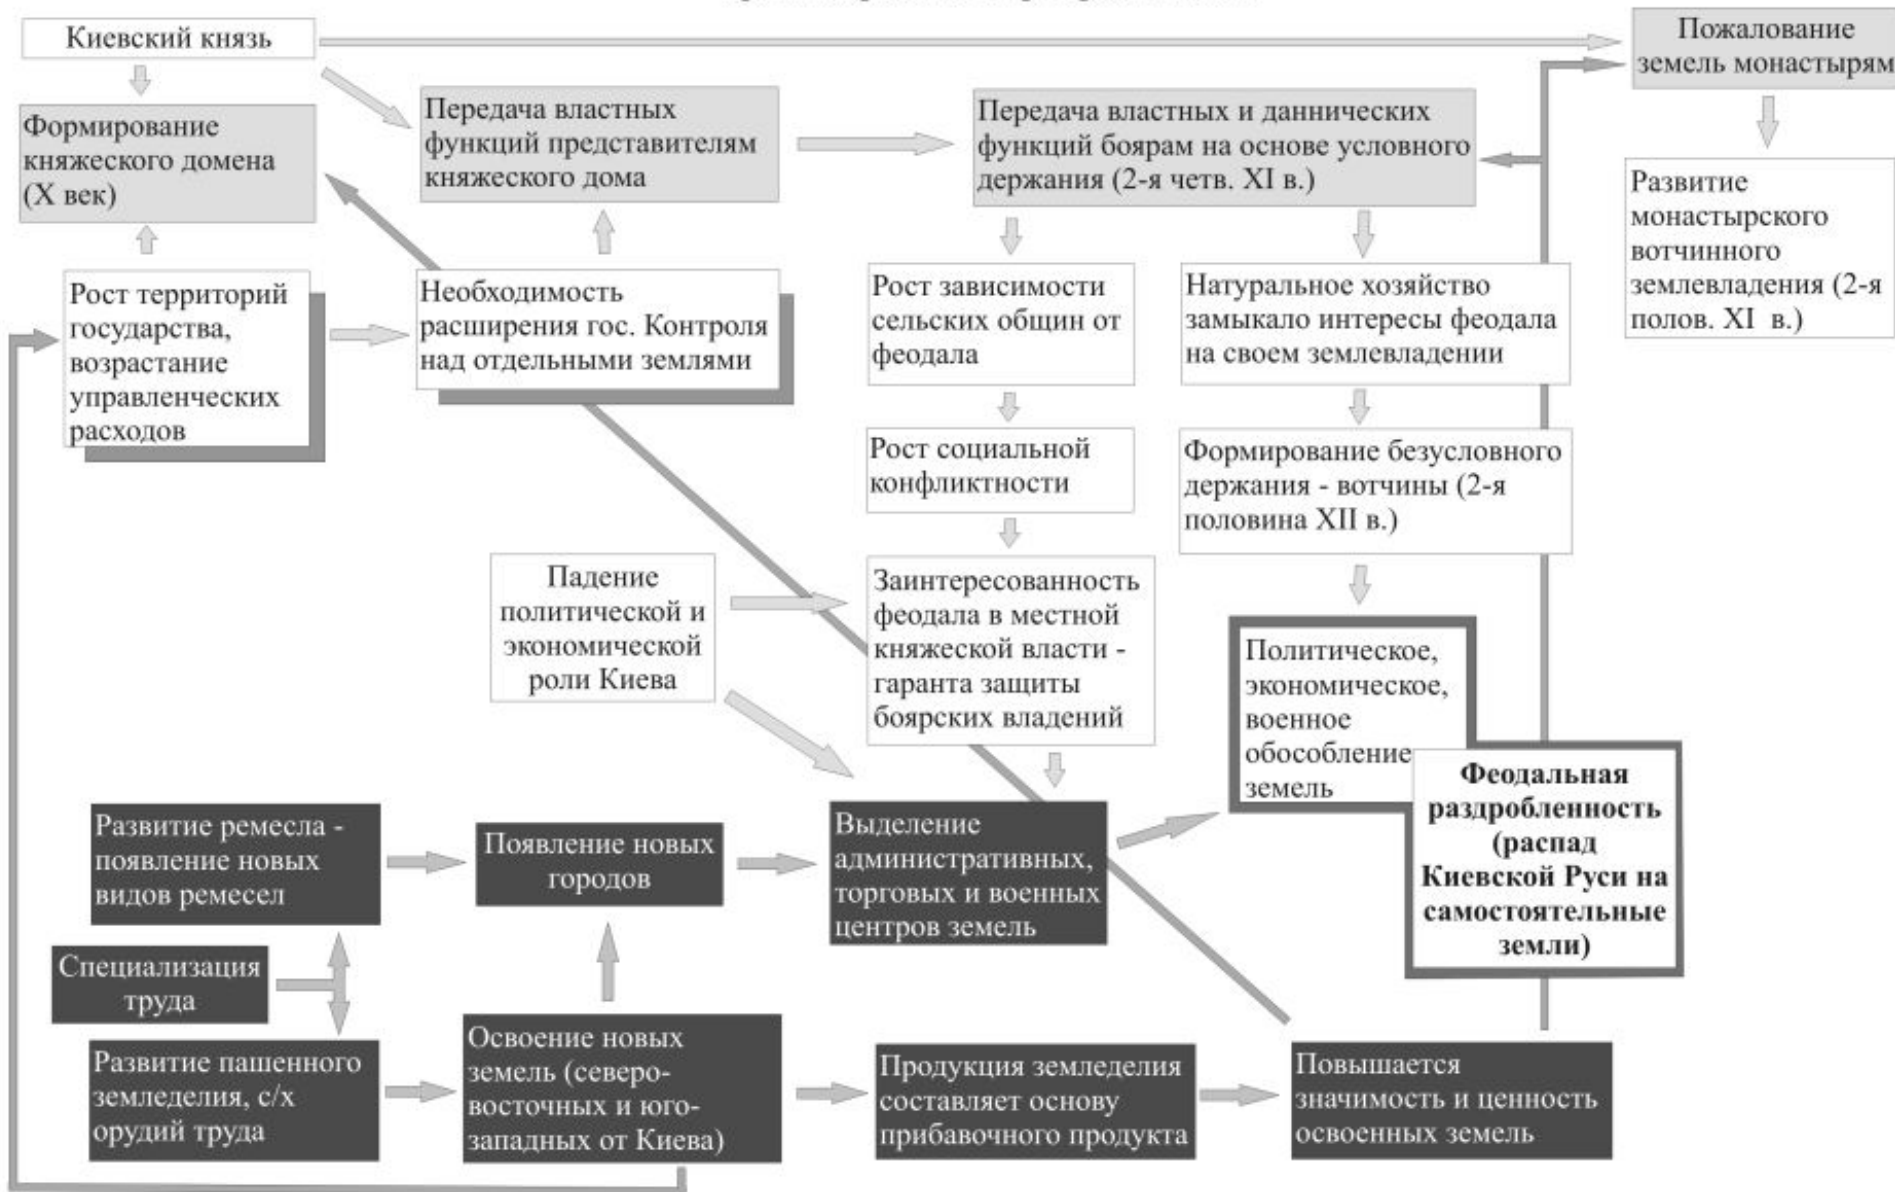 Киевский князь
Пожалование
земель монастырям
Формирование
княжеского домена
(X век)
Передача властных
функций представителям
княжеского дома
Передача властных и даннических
функций боярам на основе условного
держания (2-я четв. XI в.)
Развитие
монастырского
вотчинного
землевладения (2-я
полов. XI в.)
Рост территорий
государства,
возрастание
управленческих
расходов
Необходимость
расширения гос. Контроля
над отдельными землями
Рост зависимости
сельских общин от
феодала
Натуральное хозяйство
замыкало интересы феодала
на своем землевладении
Рост социальной
конфликтности
Формирование безусловного
держания - вотчины (2-я
половина XII в.)
Падение
политической и
экономической
роли Киева
Заинтересованность
феодала в местной
княжеской власти -
гаранта защиты
боярских владений
Политическое,
экономическое,
военное
обособление
земель
Феодальная
раздробленность
(распад
Киевской Руси на
самостоятельные
земли)
Развитие ремесла -
появление новых
видов ремесел
Появление новых
городов
Выделение
административных,
торговых и военных
центров земель
Специализация
труда
Развитие пашенного
земледелия, с/х
орудий труда
Освоение новых
земель (северо-
восточных и юго-
западных от Киева)
Продукция земледелия
составляет основу
прибавочного продукта
Повышается
значимость и ценность
освоенных земель